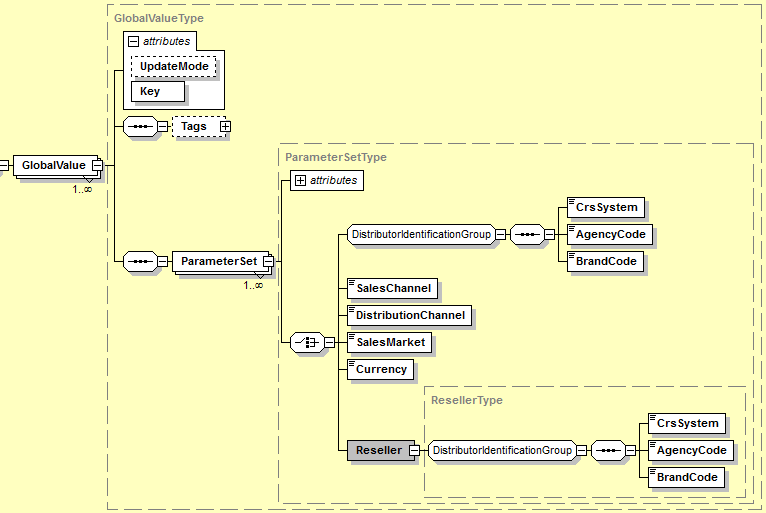 GlobalValueType
attributes
UpdateMode
Key
Tags
GlobalValue
1..∞
ParameterSetType
attributes
DistributorIdentificationGroup
CrsSystem
AgencyCode
BrandCode
ParameterSet
1..∞
SalesChannel
DistributionChannel
SalesMarket
Currency
ResellerType
Reseller
DistributorIdentificationGroup
CrsSystem
AgencyCode
BrandCode